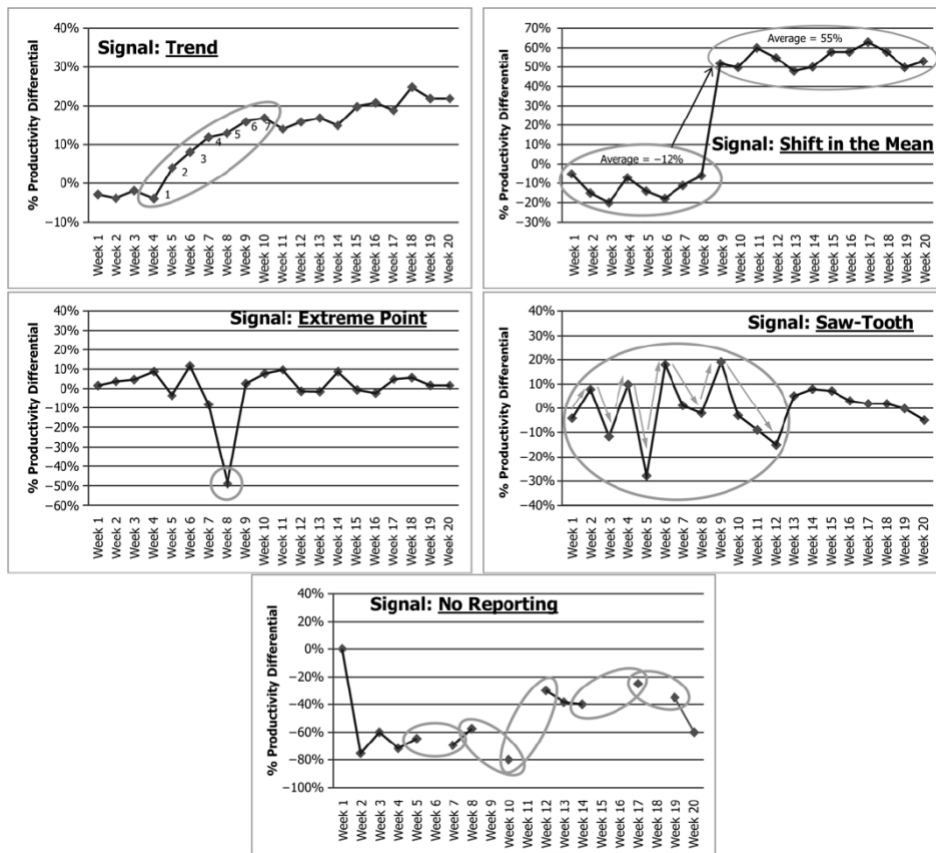 Signal: Trend
% Productivity Differential
40%
30%
20%
10%
0%
−10%
1
2
3
4
5
6
7
Week 1
Week 2
Week 3
Week 4
Week 5
Week 6
Week 7
Week 8
Week 9
Week 10
Week 11
Week 12
Week 13
Week 14
Week 15
Week 16
Week 17
Week 18
Week 19
Week 20
Signal: Shift in the Mean
% Productivity Differential
70%
60%
50%
40%
30%
20%
10%
0%
−10%
−20%
−30%
Average = 55%
Average = −12%
Week 1
Week 2
Week 3
Week 4
Week 5
Week 6
Week 7
Week 8
Week 9
Week 10
Week 11
Week 12
Week 13
Week 14
Week 15
Week 16
Week 17
Week 18
Week 19
Week 20
Signal: Extreme Point
% Productivity Differential
40%
30%
20%
10%
0%
−10%
−20%
−30%
−40%
−50%
−60%
Week 1
Week 2
Week 3
Week 4
Week 5
Week 6
Week 7
Week 8
Week 9
Week 10
Week 11
Week 12
Week 13
Week 14
Week 15
Week 16
Week 17
Week 18
Week 19
Week 20
Signal: Saw-Tooth
% Productivity Differential
40%
30%
20%
10%
0%
−10%
−20%
−30%
−40%
Week 1
Week 2
Week 3
Week 4
Week 5
Week 6
Week 7
Week 8
Week 9
Week 10
Week 11
Week 12
Week 13
Week 14
Week 15
Week 16
Week 17
Week 18
Week 19
Week 20
Signal: No Reporting
% Productivity Differential
40%
20%
0%
−20%
−40%
−60%
−80%
−100%
Week 1
Week 2
Week 3
Week 4
Week 5
Week 6
Week 7
Week 8
Week 9
Week 10
Week 11
Week 12
Week 13
Week 14
Week 15
Week 16
Week 17
Week 18
Week 19
Week 20